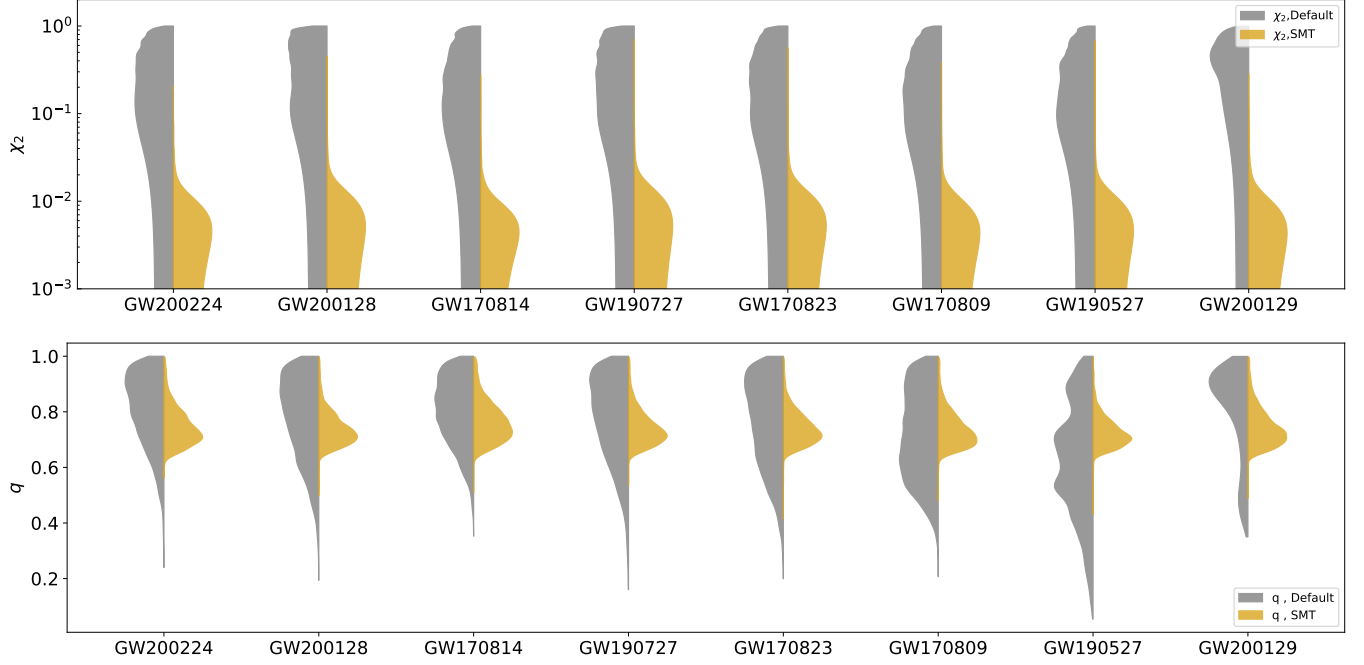 χ₂,Default
χ₂,SMT
10⁰
10⁻¹
10⁻²
10⁻³
χ₂
GW200224 GW200128 GW170814 GW190727 GW170823 GW170809 GW190527 GW200129
1.0
0.8
0.6
0.4
0.2
q
q , Default
q , SMT
GW200224 GW200128 GW170814 GW190727 GW170823 GW170809 GW190527 GW200129